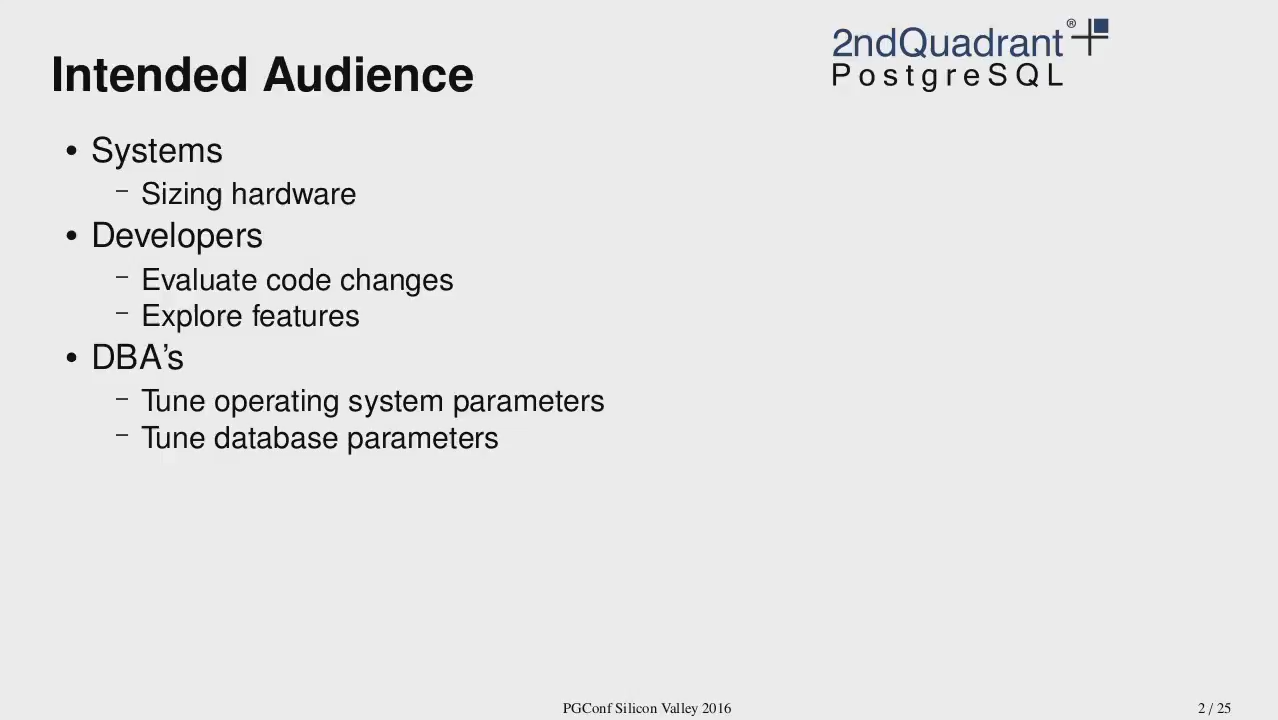 Intended Audience
2ndQuadrant®
PostgreSQL
• Systems
– Sizing hardware
• Developers
– Evaluate code changes
– Explore features
• DBA’s
– Tune operating system parameters
– Tune database parameters
PGConf Silicon Valley 2016
2 / 25